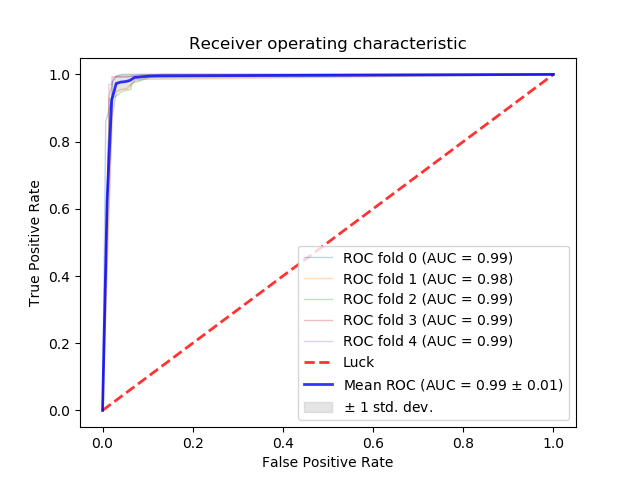 Receiver operating characteristic
True Positive Rate
1.0
0.8
0.6
0.4
0.2
0.0
ROC fold 0 (AUC = 0.99)
ROC fold 1 (AUC = 0.98)
ROC fold 2 (AUC = 0.99)
ROC fold 3 (AUC = 0.99)
ROC fold 4 (AUC = 0.99)
Luck
Mean ROC (AUC = 0.99 ± 0.01)
± 1 std. dev.
0.0 0.2 0.4 0.6 0.8 1.0
False Positive Rate